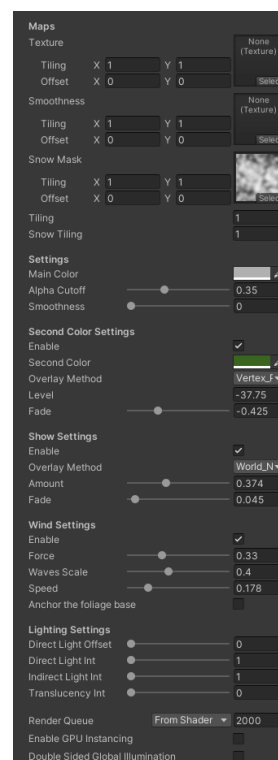 Maps
Texture
None
(Texture)
Tiling X 1 Y 1
Offset X 0 Y 0
Smoothness
None
(Texture)
Tiling X 1 Y 1
Offset X 0 Y 0
Snow Mask
Tiling X 1 Y 1
Offset X 0 Y 0
Tiling 1
Snow Tiling 1
Settings
Main Color
Alpha Cutoff 0.35
Smoothness 0
Second Color Settings
Enable
Second Color
Overlay Method
Level -37.75
Fade -0.425
Show Settings
Enable
Overlay Method
Amount 0.374
Fade 0.045
Wind Settings
Enable
Force 0.33
Waves Scale 0.4
Speed 0.178
Anchor the foliage base
Lighting Settings
Direct Light Offset 0
Direct Light Int 1
Indirect Light Int 1
Translucency Int 0
Render Queue From Shader 2000
Enable GPU Instancing
Double Sided Global Illumination